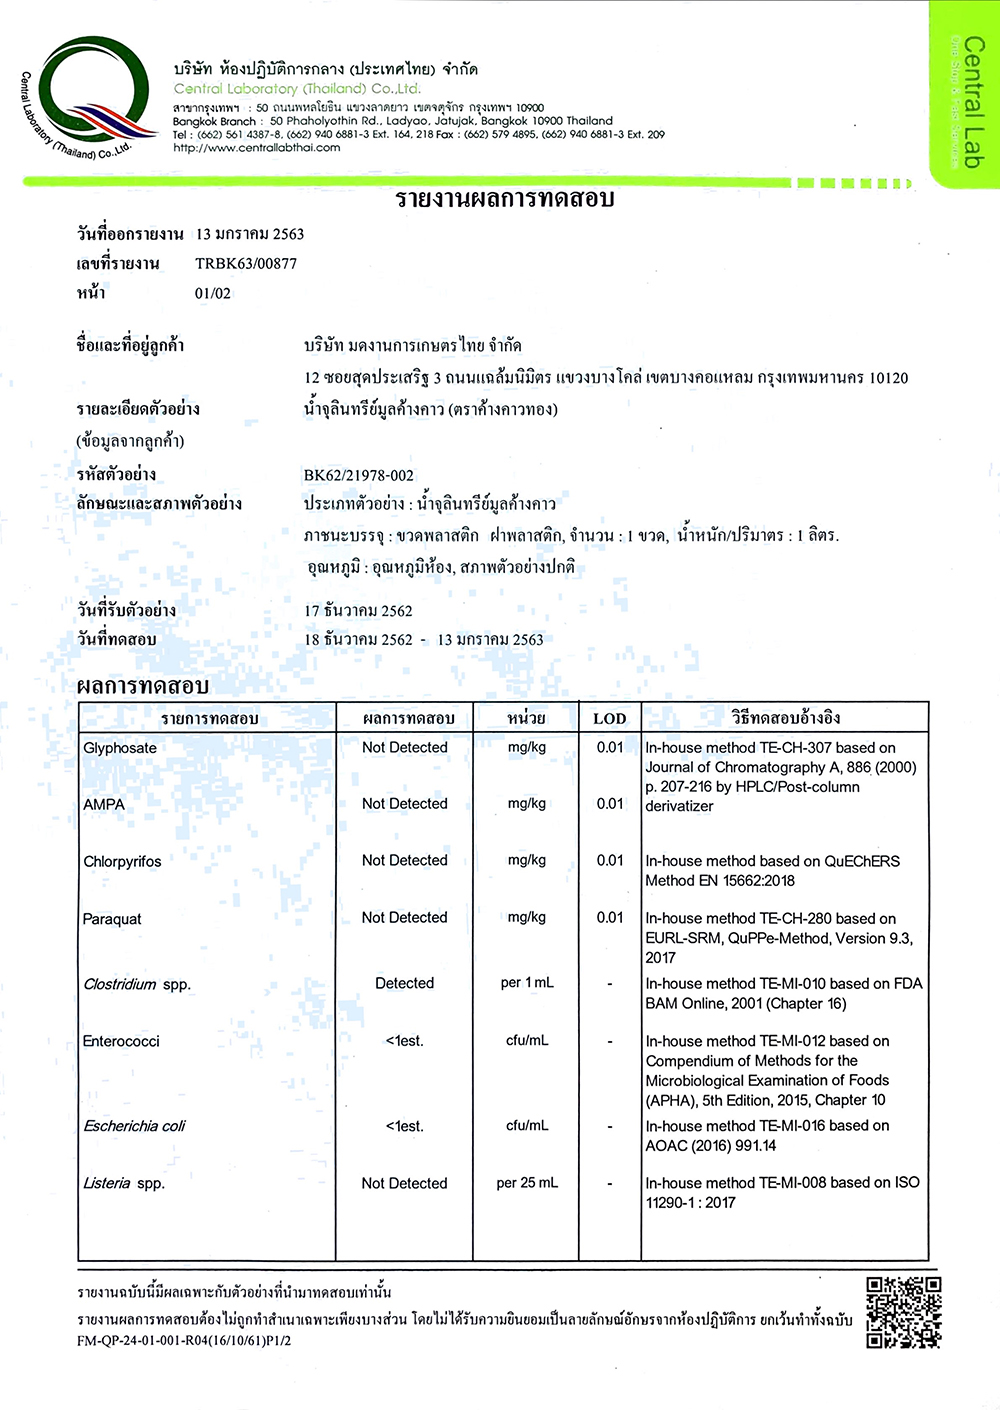 Central Laboratory (Thailand) Co.,Ltd.
บริษัท ห้องปฏิบัติการกลาง (ประเทศไทย) จำกัด
Central Laboratory (Thailand) Co.,Ltd.
สาขากรุงเทพฯ : 50 ถนนพหลโยธิน แขวงลาดยาว เขตจตุจักร กรุงเทพฯ 10900
Bangkok Branch : 50 Phaholyothin Rd., Ladyao, Jatujak, Bangkok 10900 Thailand
Tel : (662) 561 4387-8, (662) 940 6881-3 Ext. 164, 218 Fax : (662) 579 4895, (662) 940 6881-3 Ext. 209
http://www.centrallabthai.com
Central Lab
รายงานผลการทดสอบ
วันที่ออกรายงาน 13 มกราคม 2563
เลขที่รายงาน TRBK63/00877
หน้า 01/02
ชื่อและที่อยู่ลูกค้า บริษัท มดงานการเกษตรไทย จำกัด
12 ซอยสุดประเสริฐ 3 ถนนแฉล้มนิมิตร แขวงบางโคล่ เขตบางคอแหลม กรุงเทพมหานคร 10120
รายละเอียดตัวอย่าง น้ำจุลินทรีย์มูลค้างคาว (ตราค้างคาวทอง)
(ข้อมูลจากลูกค้า)
รหัสตัวอย่าง BK62/21978-002
ลักษณะและสภาพตัวอย่าง ประเภทตัวอย่าง : น้ำจุลินทรีย์มูลค้างคาว
ภาชนะบรรจุ : ขวดพลาสติก ฝาพลาสติก, จำนวน : 1 ขวด, น้ำหนัก/ปริมาตร : 1 ลิตร.
อุณหภูมิ : อุณหภูมิห้อง, สภาพตัวอย่างปกติ
วันที่รับตัวอย่าง 17 ธันวาคม 2562
วันที่ทดสอบ 18 ธันวาคม 2562 - 13 มกราคม 2563
ผลการทดสอบ
รายการทดสอบ ผลการทดสอบ หน่วย LOD วิธีทดสอบอ้างอิง
Glyphosate Not Detected mg/kg 0.01 In-house method TE-CH-307 based on
Journal of Chromatography A, 886 (2000)
p. 207-216 by HPLC/Post-column
AMPA Not Detected mg/kg 0.01 derivatizer
Chlorpyrifos Not Detected mg/kg 0.01 In-house method based on QuEChERS
Method EN 15662:2018
Paraquat Not Detected mg/kg 0.01 In-house method TE-CH-280 based on
EURL-SRM, QuPPe-Method, Version 9.3,
2017
Clostridium spp. Detected per 1 mL - In-house method TE-MI-010 based on FDA
BAM Online, 2001 (Chapter 16)
Enterococci <1est. cfu/mL - In-house method TE-MI-012 based on
Compendium of Methods for the
Microbiological Examination of Foods
(APHA), 5th Edition, 2015, Chapter 10
Escherichia coli <1est. cfu/mL - In-house method TE-MI-016 based on
AOAC (2016) 991.14
Listeria spp. Not Detected per 25 mL - In-house method TE-MI-008 based on ISO
11290-1 : 2017
รายงานฉบับนี้มีผลเฉพาะกับตัวอย่างที่นำมาทดสอบเท่านั้น
รายงานผลการทดสอบต้องไม่ถูกทำสำเนาเฉพาะเพียงบางส่วน โดยไม่ได้รับความยินยอมเป็นลายลักษณ์อักษรจากห้องปฏิบัติการ ยกเว้นทำทั้งฉบับ
FM-QP-24-01-001-R04(16/10/61)P1/2